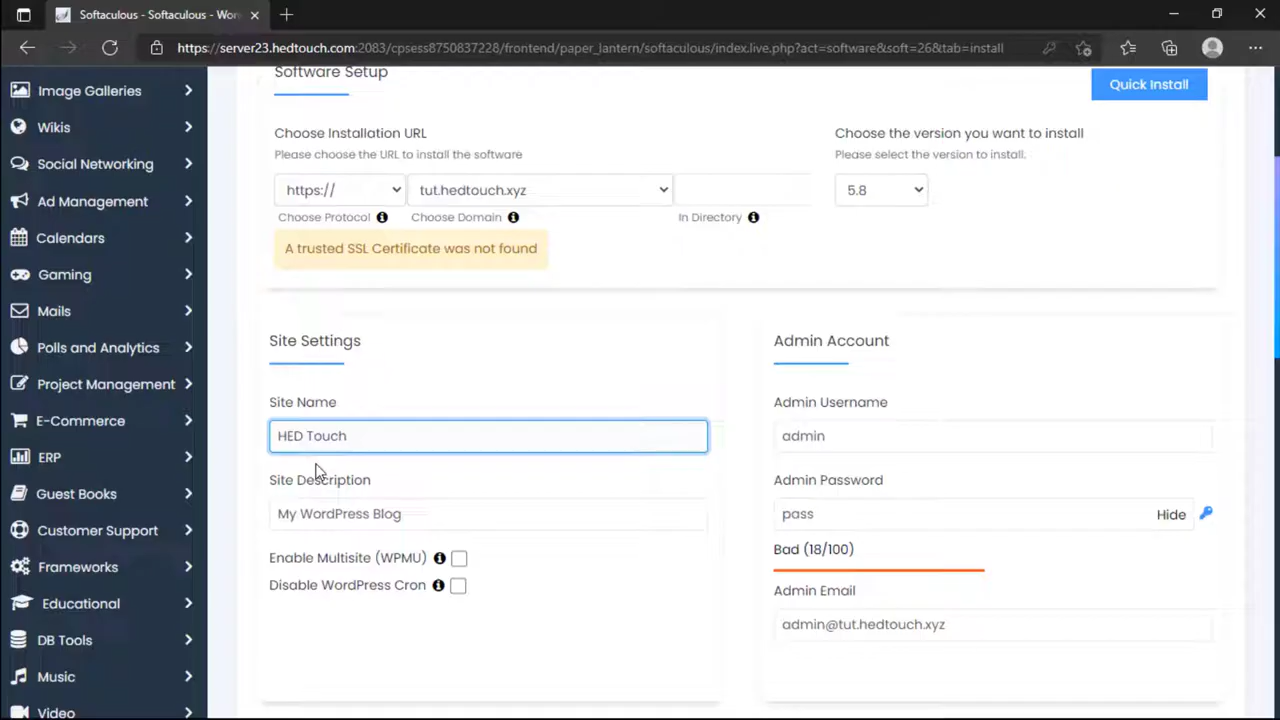 Softaculous - Softaculous - Wor
https://server23.hedtouch.com:2083/cpsess8750837228/frontend/paper_lantern/softaculous/index.live.php?act=software&soft=26&tab=install
Image Galleries
Wikis
Social Networking
Ad Management
Calendars
Gaming
Mails
Polls and Analytics
Project Management
E-Commerce
ERP
Guest Books
Customer Support
Frameworks
Educational
DB Tools
Music
Video
Software Setup
Quick Install
Choose Installation URL
Please choose the URL to install the software
https://
tut.hedtouch.xyz
Choose Protocol
Choose Domain
In Directory
A trusted SSL Certificate was not found
Choose the version you want to install
Please select the version to install.
5.8
Site Settings
Site Name
HED Touch
Site Description
My WordPress Blog
Enable Multisite (WPMU)
Disable WordPress Cron
Admin Account
Admin Username
admin
Admin Password
pass
Hide
Bad (18/100)
Admin Email
admin@tut.hedtouch.xyz